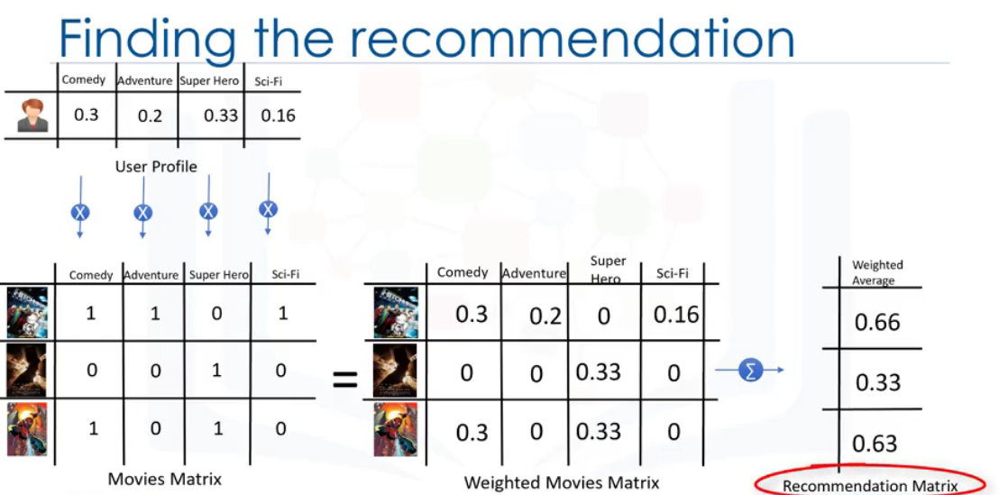 Finding the recommendation
Comedy Adventure Super Hero Sci-Fi
0.3 0.2 0.33 0.16
User Profile
X X X X
Comedy Adventure Super Hero Sci-Fi
1 1 0 1
0 0 1 0
1 0 1 0
Movies Matrix
=
Comedy Adventure Super Hero Sci-Fi
0.3 0.2 0 0.16
0 0 0.33 0
0.3 0 0.33 0
Weighted Movies Matrix
Σ
Weighted
Average
0.66
0.33
0.63
Recommendation Matrix